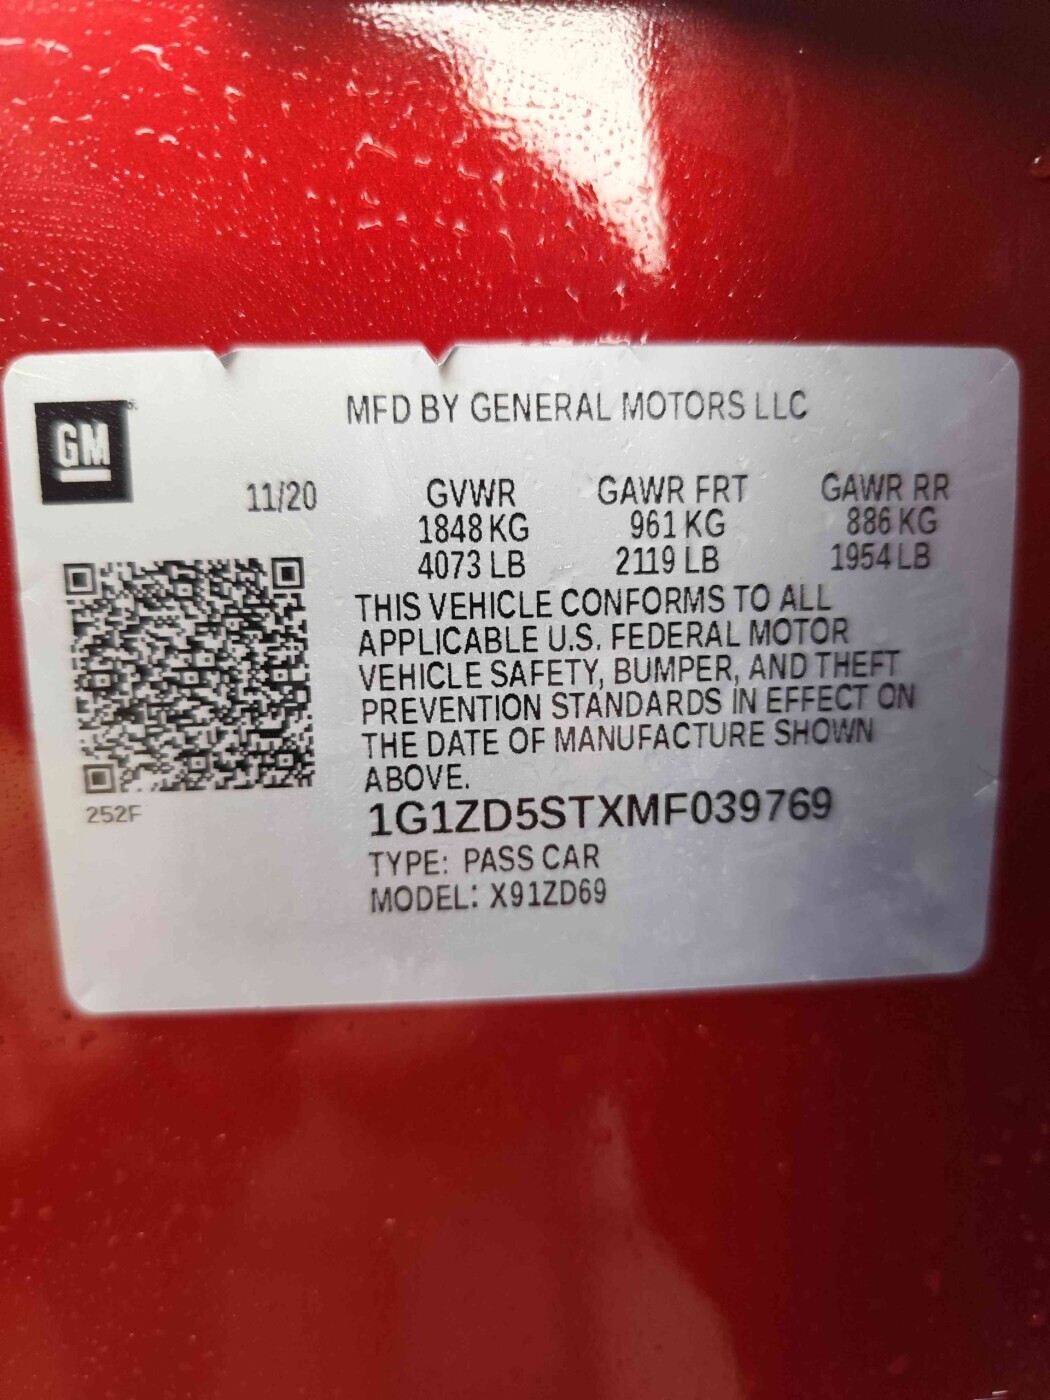 GM
MFD BY GENERAL MOTORS LLC
11/20
GVWR GAWR FRT GAWR RR
1848 KG 961 KG 886 KG
4073 LB 2119 LB 1954 LB
THIS VEHICLE CONFORMS TO ALL
APPLICABLE U.S. FEDERAL MOTOR
VEHICLE SAFETY, BUMPER, AND THEFT
PREVENTION STANDARDS IN EFFECT ON
THE DATE OF MANUFACTURE SHOWN
ABOVE.
252F
1G1ZD5STXMF039769
TYPE: PASS CAR
MODEL: X91ZD69